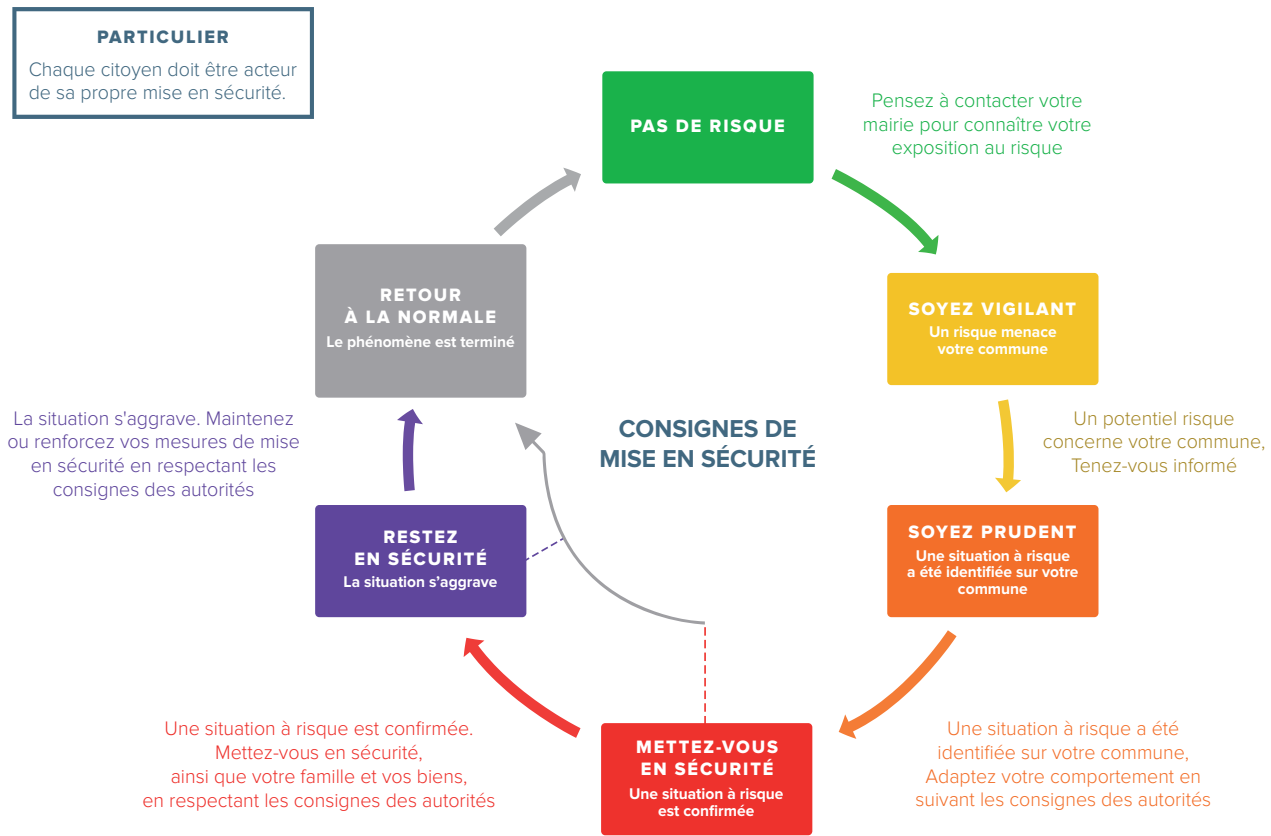 PARTICULIER
Chaque citoyen doit être acteur
de sa propre mise en sécurité.
PAS DE RISQUE
Pensez à contacter votre
mairie pour connaître votre
exposition au risque
SOYEZ VIGILANT
Un risque menace
votre commune
Un potentiel risque
concerne votre commune,
Tenez-vous informé
SOYEZ PRUDENT
Une situation à risque
a été identifiée sur votre
commune
Une situation à risque a été
identifiée sur votre commune,
Adaptez votre comportement en
suivant les consignes des autorités
METTEZ-VOUS
EN SÉCURITÉ
Une situation à risque
est confirmée
Une situation à risque est confirmée.
Mettez-vous en sécurité,
ainsi que votre famille et vos biens,
en respectant les consignes des autorités
RESTEZ
EN SÉCURITÉ
La situation s'aggrave
La situation s'aggrave. Maintenez
ou renforcez vos mesures de mise
en sécurité en respectant les
consignes des autorités
RETOUR
À LA NORMALE
Le phénomène est terminé
CONSIGNES DE
MISE EN SÉCURITÉ